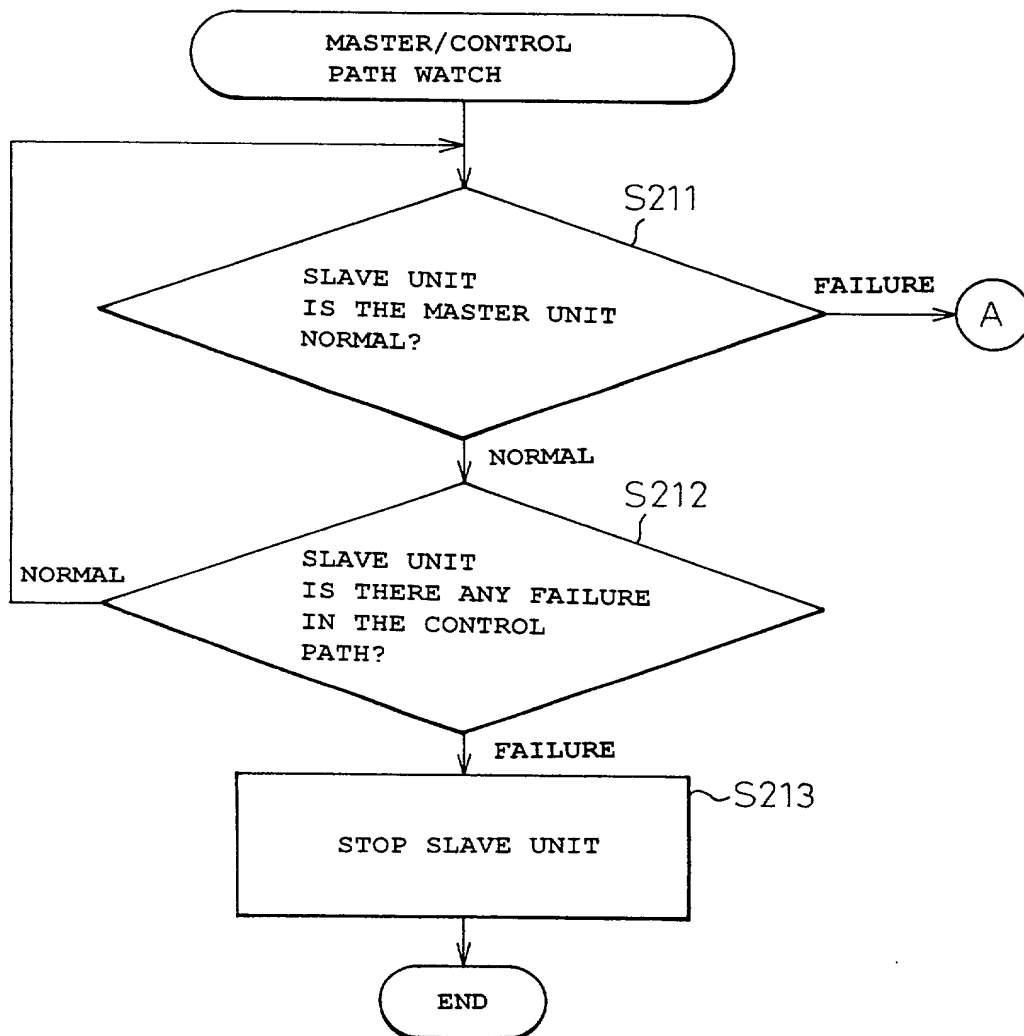 MASTER/CONTROL
PATH WATCH
S211
SLAVE UNIT
IS THE MASTER UNIT
NORMAL?
FAILURE
A
NORMAL
S212
SLAVE UNIT
IS THERE ANY FAILURE
IN THE CONTROL
PATH?
NORMAL
FAILURE
S213
STOP SLAVE UNIT
END